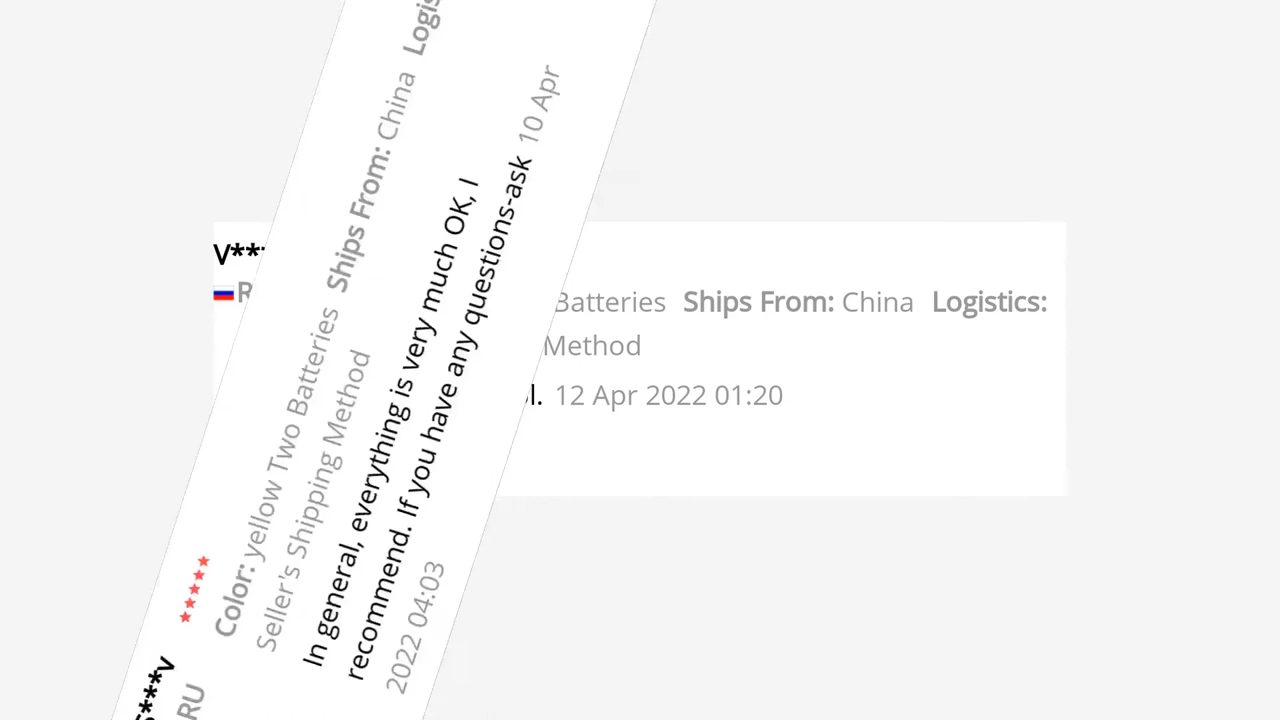 RU
Color: yellow Two Batteries Ships From: China
Seller's Shipping Method
In general, everything is very much OK, I
recommend. If you have any questions-ask 10 Apr
2022 04:03
Batteries Ships From: China Logistics:
Method
12 Apr 2022 01:20